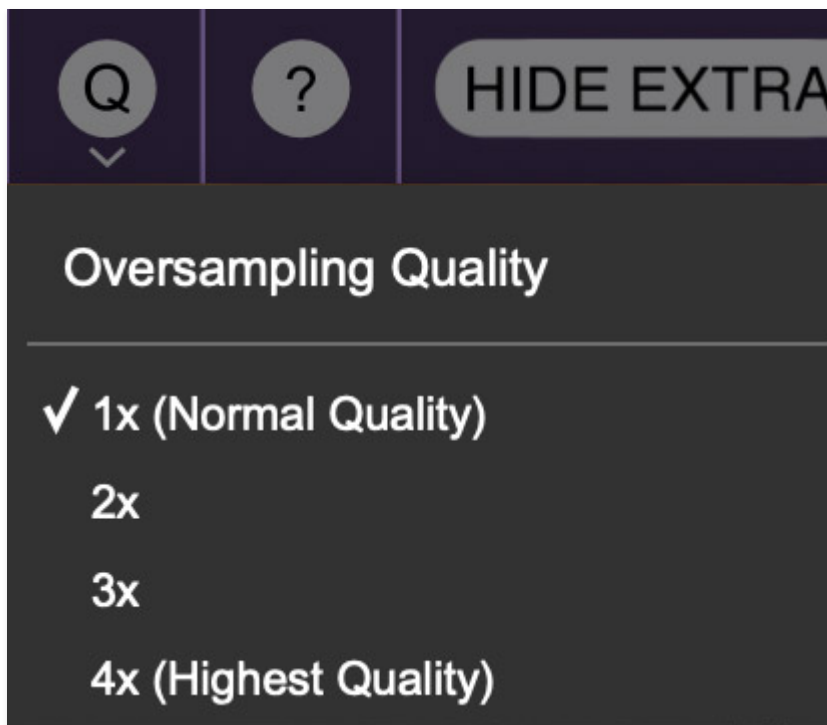 Q
?
HIDE EXTRA
Oversampling Quality
✓ 1x (Normal Quality)
2x
3x
4x (Highest Quality)